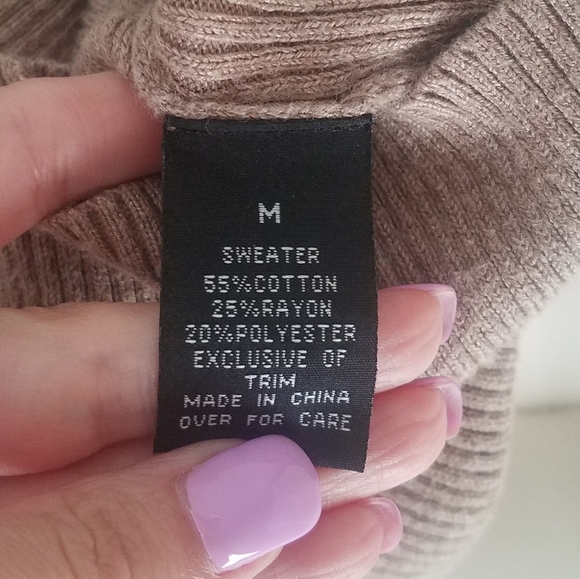 M
SWEATER
55%COTTON
25%RAYON
20%POLYESTER
EXCLUSIVE OF
TRIM
MADE IN CHINA
OVER FOR CARE